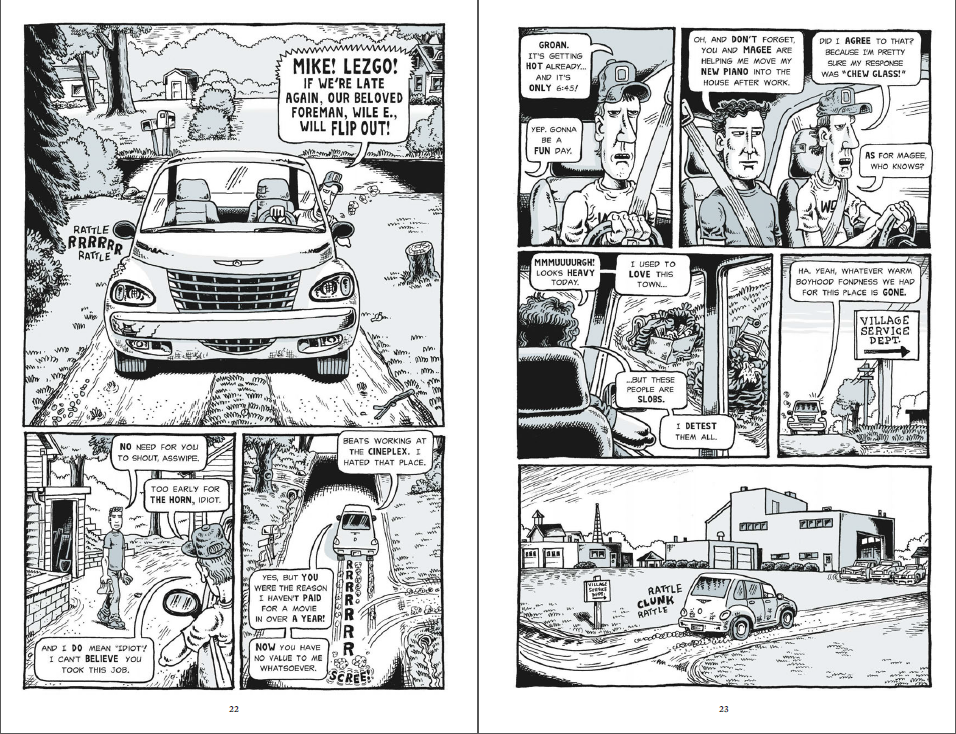 MIKE! LEZGO!
IF WE'RE LATE
AGAIN, OUR BELOVED
FOREMAN, WILE E.,
WILL FLIP OUT!
RATTLE
RRRRRR
RATTLE
NO NEED FOR YOU
TO SHOUT, ASSWIPE.
TOO EARLY FOR
THE HORN, IDIOT.
AND I DO MEAN "IDIOT"!
I CAN'T BELIEVE YOU
TOOK THIS JOB.
BEATS WORKING AT
THE CINEPLEX. I
HATED THAT PLACE.
YES, BUT YOU
WERE THE REASON
I HAVEN'T PAID
FOR A MOVIE
IN OVER A YEAR!
NOW YOU HAVE
NO VALUE TO ME
WHATSOEVER.
RRRRRRR
SCREE!
22
GROAN.
IT'S GETTING
HOT ALREADY...
AND IT'S
ONLY 6:45!
YEP. GONNA
BE A
FUN DAY.
OH, AND DON'T FORGET,
YOU AND MAGEE ARE
HELPING ME MOVE MY
NEW PIANO INTO THE
HOUSE AFTER WORK.
DID I AGREE TO THAT?
BECAUSE I'M PRETTY
SURE MY RESPONSE
WAS "CHEW GLASS!"
AS FOR MAGEE,
WHO KNOWS?
MMMUUUURGH!
LOOKS HEAVY
TODAY.
I USED TO
LOVE THIS
TOWN...
...BUT THESE
PEOPLE ARE
SLOBS.
I DETEST
THEM ALL.
HA. YEAH, WHATEVER WARM
BOYHOOD FONDNESS WE HAD
FOR THIS PLACE IS GONE.
VILLAGE
SERVICE
DEPT.
VILLAGE
SERVICE
DEPT.
RATTLE
CLUNK
RATTLE
23